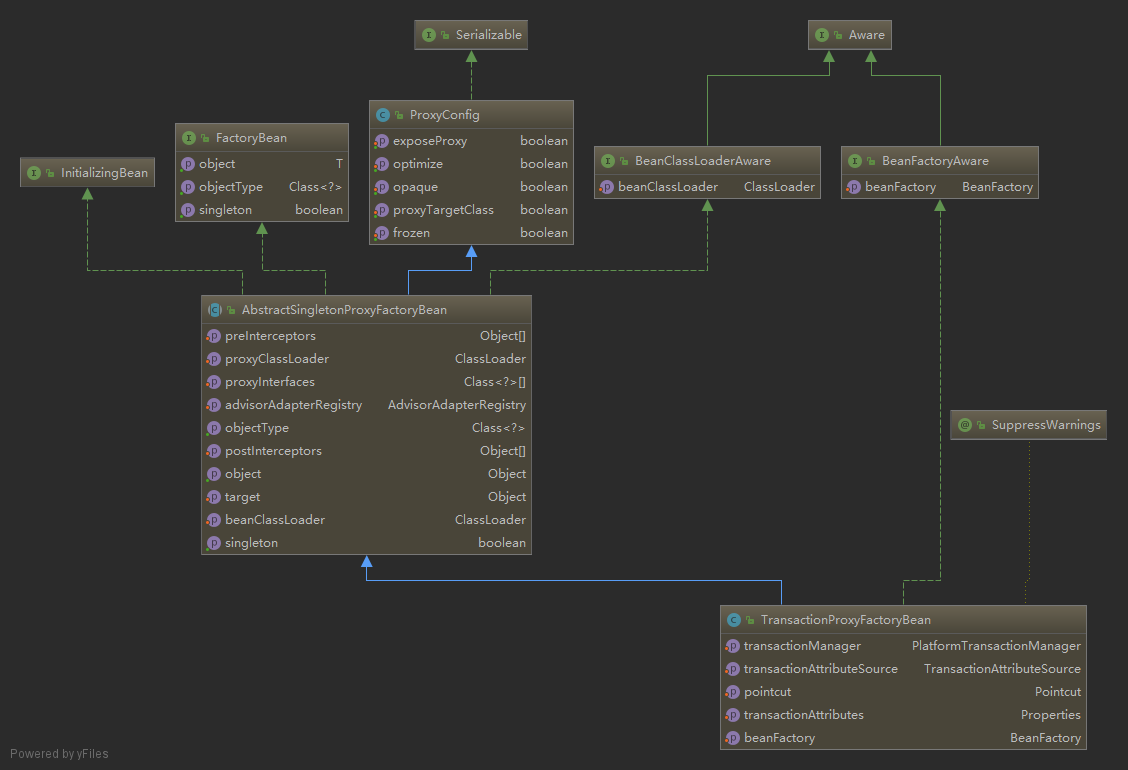 Serializable
Aware
ProxyConfig
exposeProxy boolean
optimize boolean
opaque boolean
proxyTargetClass boolean
frozen boolean
FactoryBean
object T
objectType Class<?>
singleton boolean
InitializingBean
BeanClassLoaderAware
beanClassLoader ClassLoader
BeanFactoryAware
beanFactory BeanFactory
AbstractSingletonProxyFactoryBean
preInterceptors Object[]
proxyClassLoader ClassLoader
proxyInterfaces Class<?>[]
advisorAdapterRegistry AdvisorAdapterRegistry
objectType Class<?>
postInterceptors Object[]
object Object
target Object
beanClassLoader ClassLoader
singleton boolean
SuppressWarnings
TransactionProxyFactoryBean
transactionManager PlatformTransactionManager
transactionAttributeSource TransactionAttributeSource
pointcut Pointcut
transactionAttributes Properties
beanFactory BeanFactory
Powered by yFiles